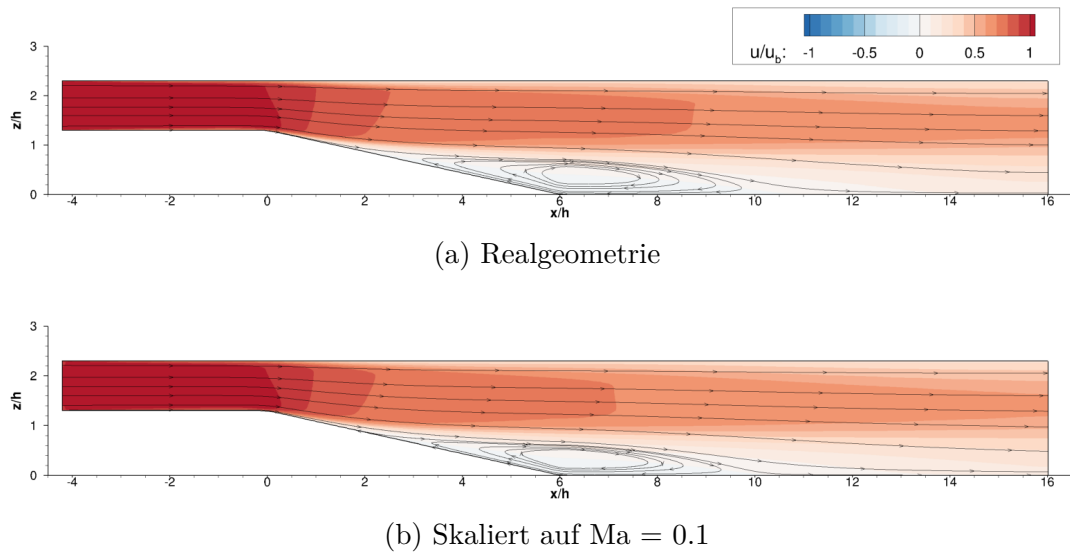 u/u_b: -1 -0.5 0 0.5 1
3
2
1
0
z/h
-4 -2 0 2 4 6 8 10 12 14 16
x/h
(a) Realgeometrie
3
2
1
0
z/h
-4 -2 0 2 4 6 8 10 12 14 16
x/h
(b) Skaliert auf Ma = 0.1